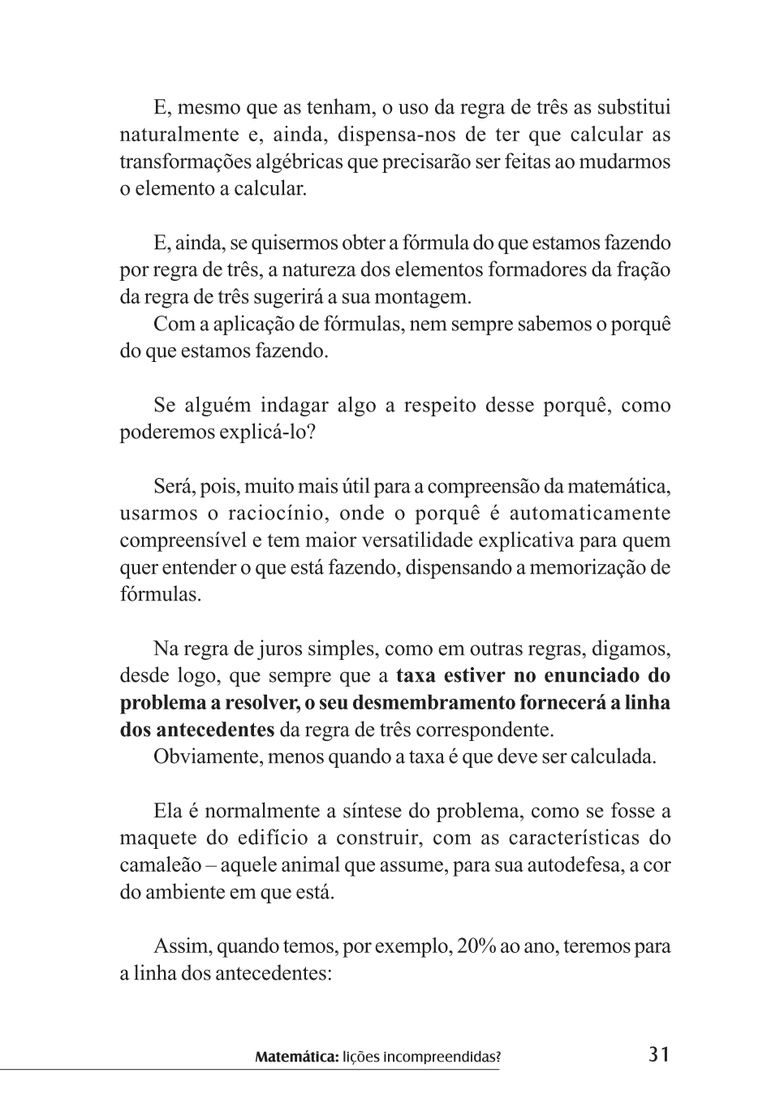 E, mesmo que as tenham, o uso da regra de três as substitui
naturalmente e, ainda, dispensa-nos de ter que calcular as
transformações algébricas que precisarão ser feitas ao mudarmos
o elemento a calcular.
E, ainda, se quisermos obter a fórmula do que estamos fazendo
por regra de três, a natureza dos elementos formadores da fração
da regra de três sugerirá a sua montagem.
Com a aplicação de fórmulas, nem sempre sabemos o porquê
do que estamos fazendo.
Se alguém indagar algo a respeito desse porquê, como
poderemos explicá-lo?
Será, pois, muito mais útil para a compreensão da matemática,
usarmos o raciocínio, onde o porquê é automaticamente
compreensível e tem maior versatilidade explicativa para quem
quer entender o que está fazendo, dispensando a memorização de
fórmulas.
Na regra de juros simples, como em outras regras, digamos,
desde logo, que sempre que a taxa estiver no enunciado do
problema a resolver, o seu desmembramento fornecerá a linha
dos antecedentes da regra de três correspondente.
Obviamente, menos quando a taxa é que deve ser calculada.
Ela é normalmente a síntese do problema, como se fosse a
maquete do edifício a construir, com as características do
camaleão – aquele animal que assume, para sua autodefesa, a cor
do ambiente em que está.
Assim, quando temos, por exemplo, 20% ao ano, teremos para
a linha dos antecedentes:
Matemática: lições incompreendidas? 31